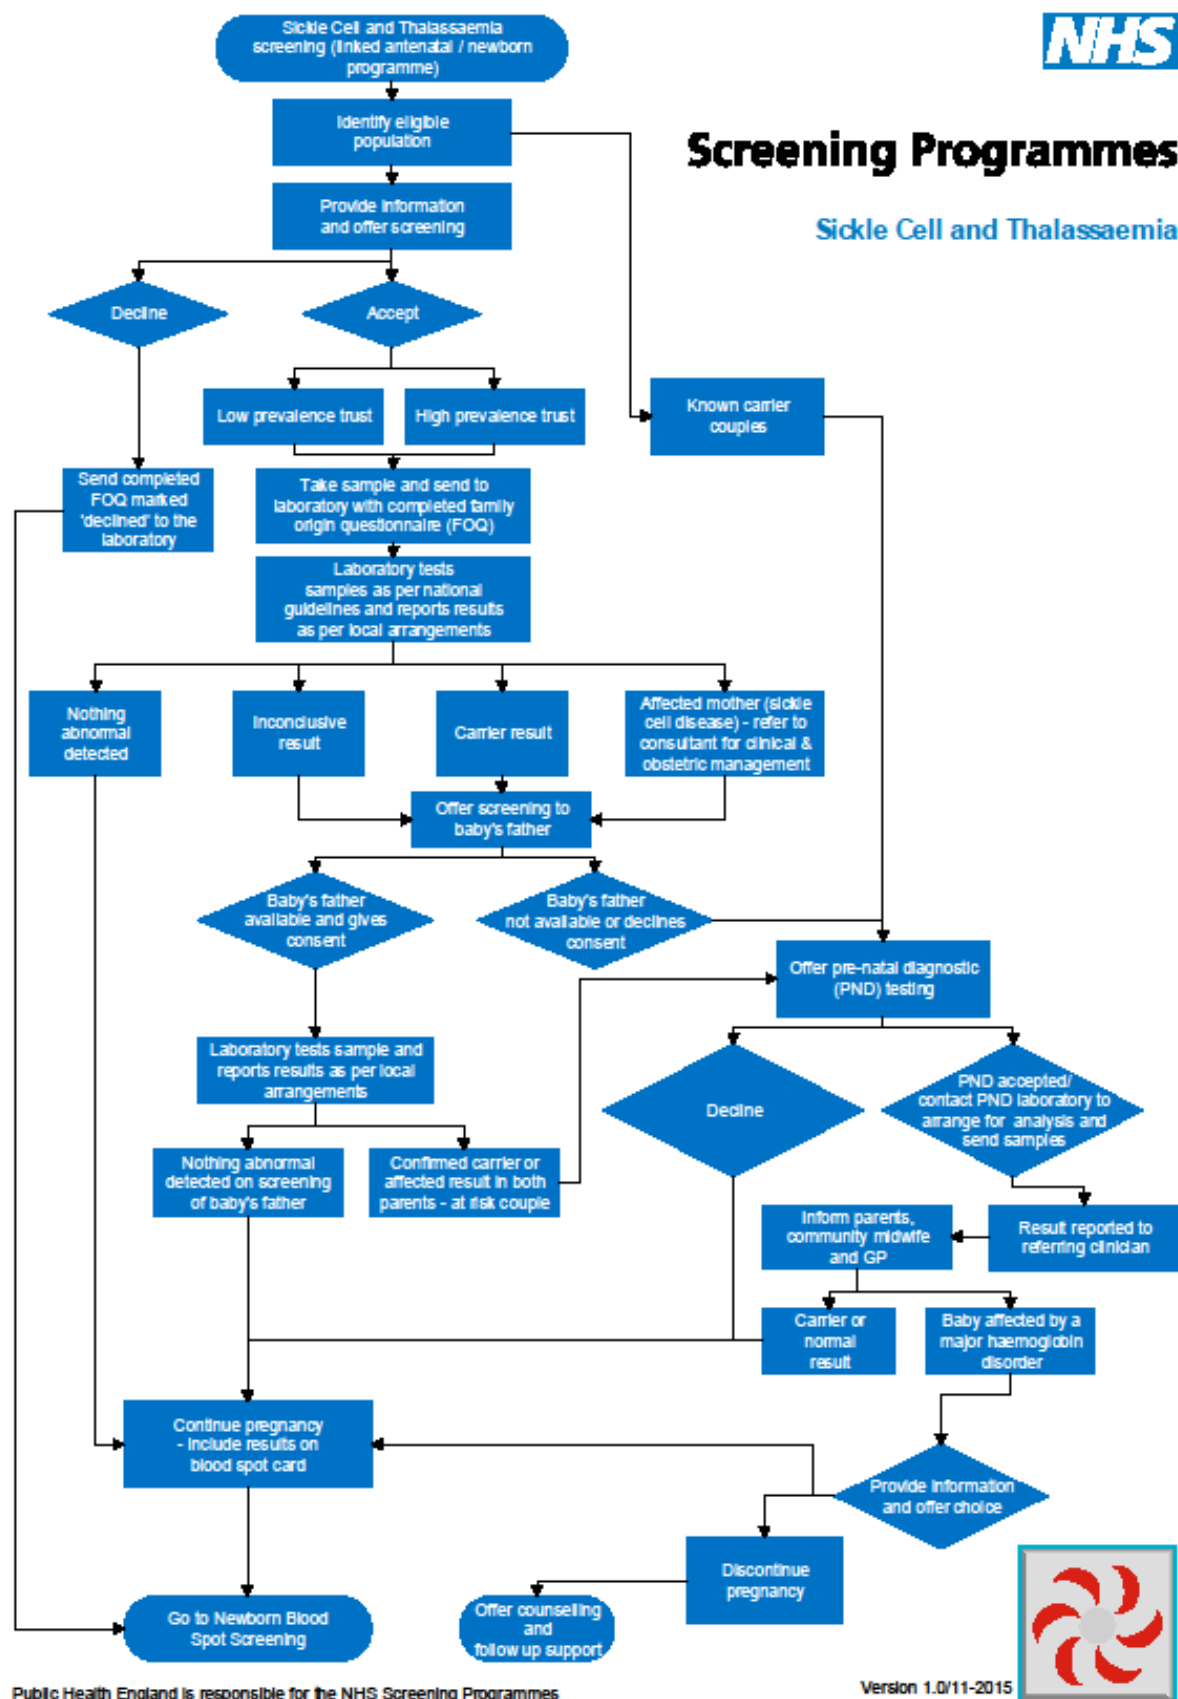 Sickle Cell and Thalassaemia
screening (linked antenatal / newborn
programme)
NHS
Identify eligible
population
Screening Programmes
Provide information
and offer screening
Sickle Cell and Thalassaemia
Decline
Accept
Low prevalence trust
High prevalence trust
Known carrier
couples
Send completed
FOQ marked
'declined' to the
laboratory
Take sample and send to
laboratory with completed family
origin questionnaire (FOQ)
Laboratory tests
samples as per national
guidelines and reports results
as per local arrangements
Nothing
abnormal
detected
Inconclusive
result
Carrier result
Affected mother (sickle
cell disease) - refer to
consultant for clinical &
obstetric management
Offer screening to
baby's father
Baby's father
available and gives
consent
Baby's father
not available or declines
consent
Offer pre-natal diagnostic
(PND) testing
Laboratory tests sample and
reports results as per local
arrangements
Decline
PND accepted/
contact PND laboratory to
arrange for analysis and
send samples
Nothing abnormal
detected on screening
of baby's father
Confirmed carrier or
affected result in both
parents - at risk couple
Inform parents,
community midwife
and GP
Result reported to
referring clinician
Carrier or
normal
result
Baby affected by a
major haemoglobin
disorder
Continue pregnancy
- include results on
blood spot card
Provide information
and offer choice
Discontinue
pregnancy
Go to Newborn Blood
Spot Screening
Offer counselling
and
follow up support
Public Health England is responsible for the NHS Screening Programmes
Version 1.0/11-2015